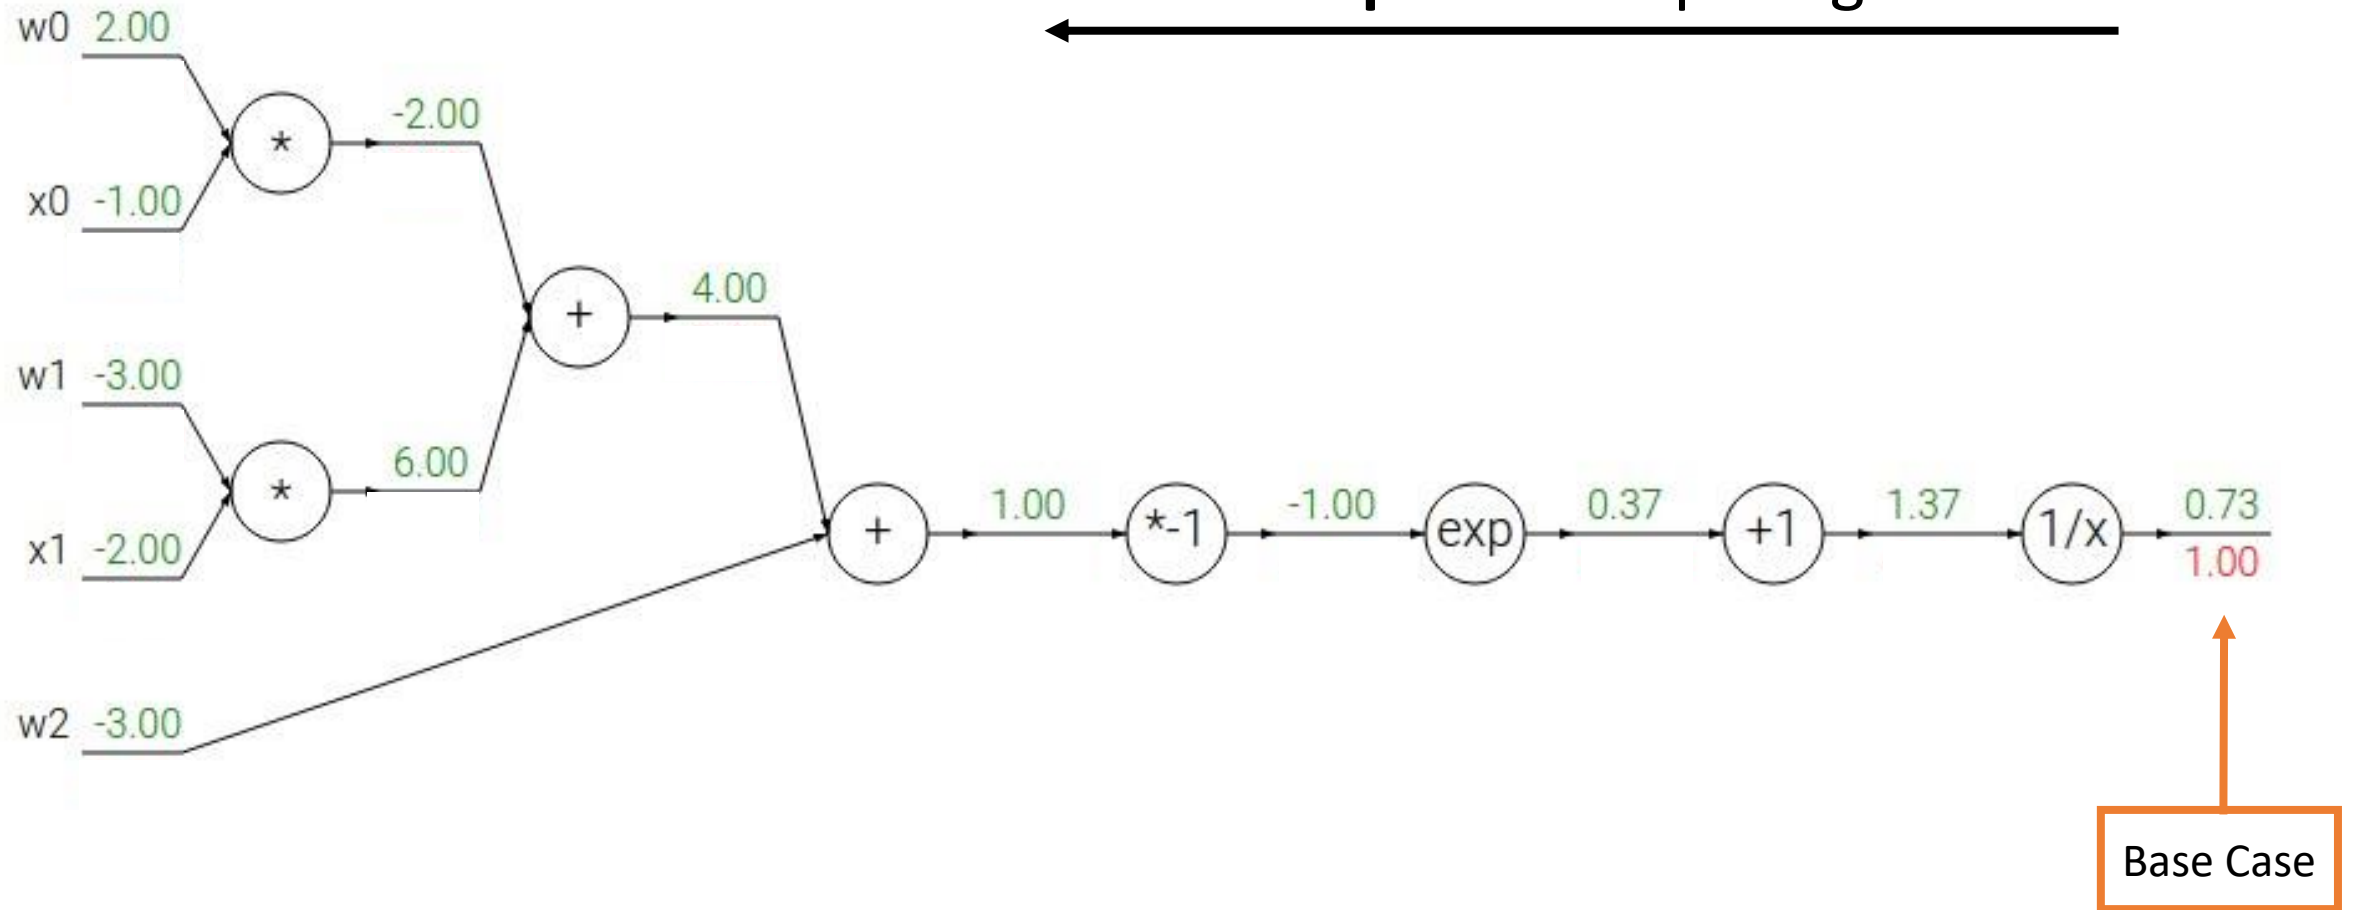 w0 2.00
-2.00
*
x0 -1.00
4.00
+
w1 -3.00
6.00
*
x1 -2.00
+ 1.00 *-1 -1.00 exp 0.37 +1 1.37 1/x 0.73
1.00
w2 -3.00
Base Case